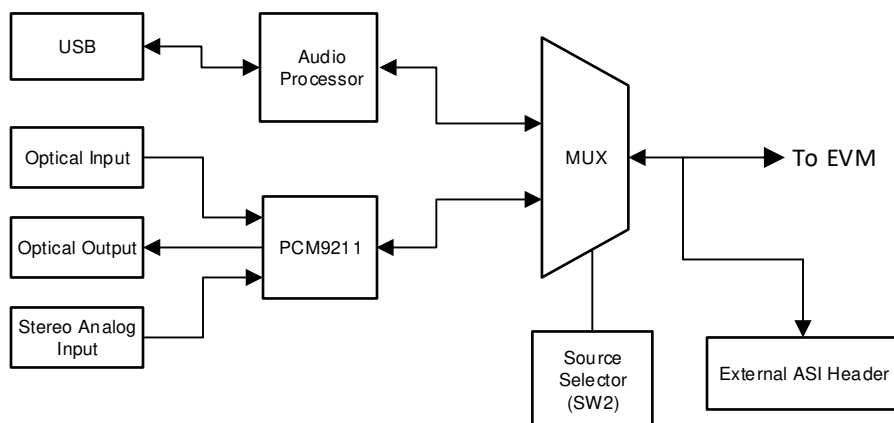 USB
Audio
Processor
Optical Input
MUX
To EVM
Optical Output
PCM9211
Stereo Analog
Input
Source
Selector
(SW2)
External ASI Header